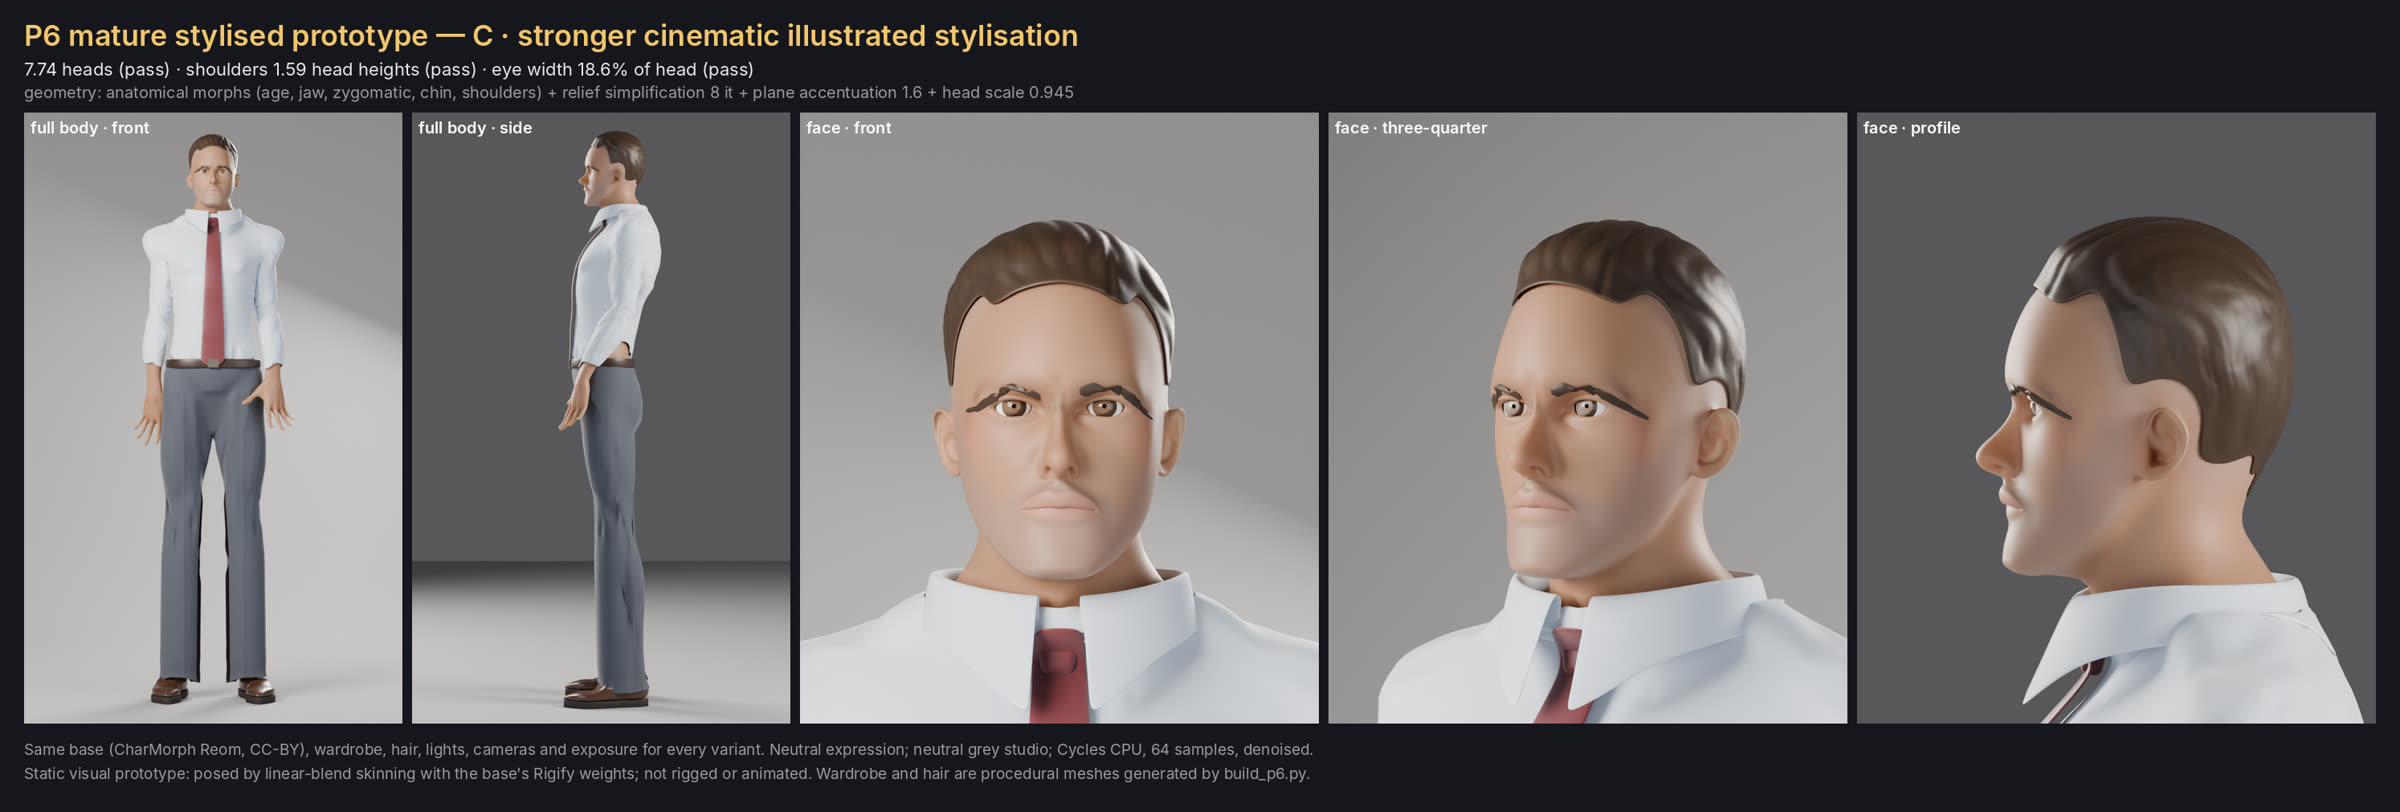 P6 mature stylised prototype — C · stronger cinematic illustrated stylisation
7.74 heads (pass) · shoulders 1.59 head heights (pass) · eye width 18.6% of head (pass)
geometry: anatomical morphs (age, jaw, zygomatic, chin, shoulders) + relief simplification 8 it + plane accentuation 1.6 + head scale 0.945
full body · front
full body · side
face · front
face · three-quarter
face · profile
Same base (CharMorph Reom, CC-BY), wardrobe, hair, lights, cameras and exposure for every variant. Neutral expression; neutral grey studio; Cycles CPU, 64 samples, denoised.
Static visual prototype: posed by linear-blend skinning with the base's Rigify weights; not rigged or animated. Wardrobe and hair are procedural meshes generated by build_p6.py.